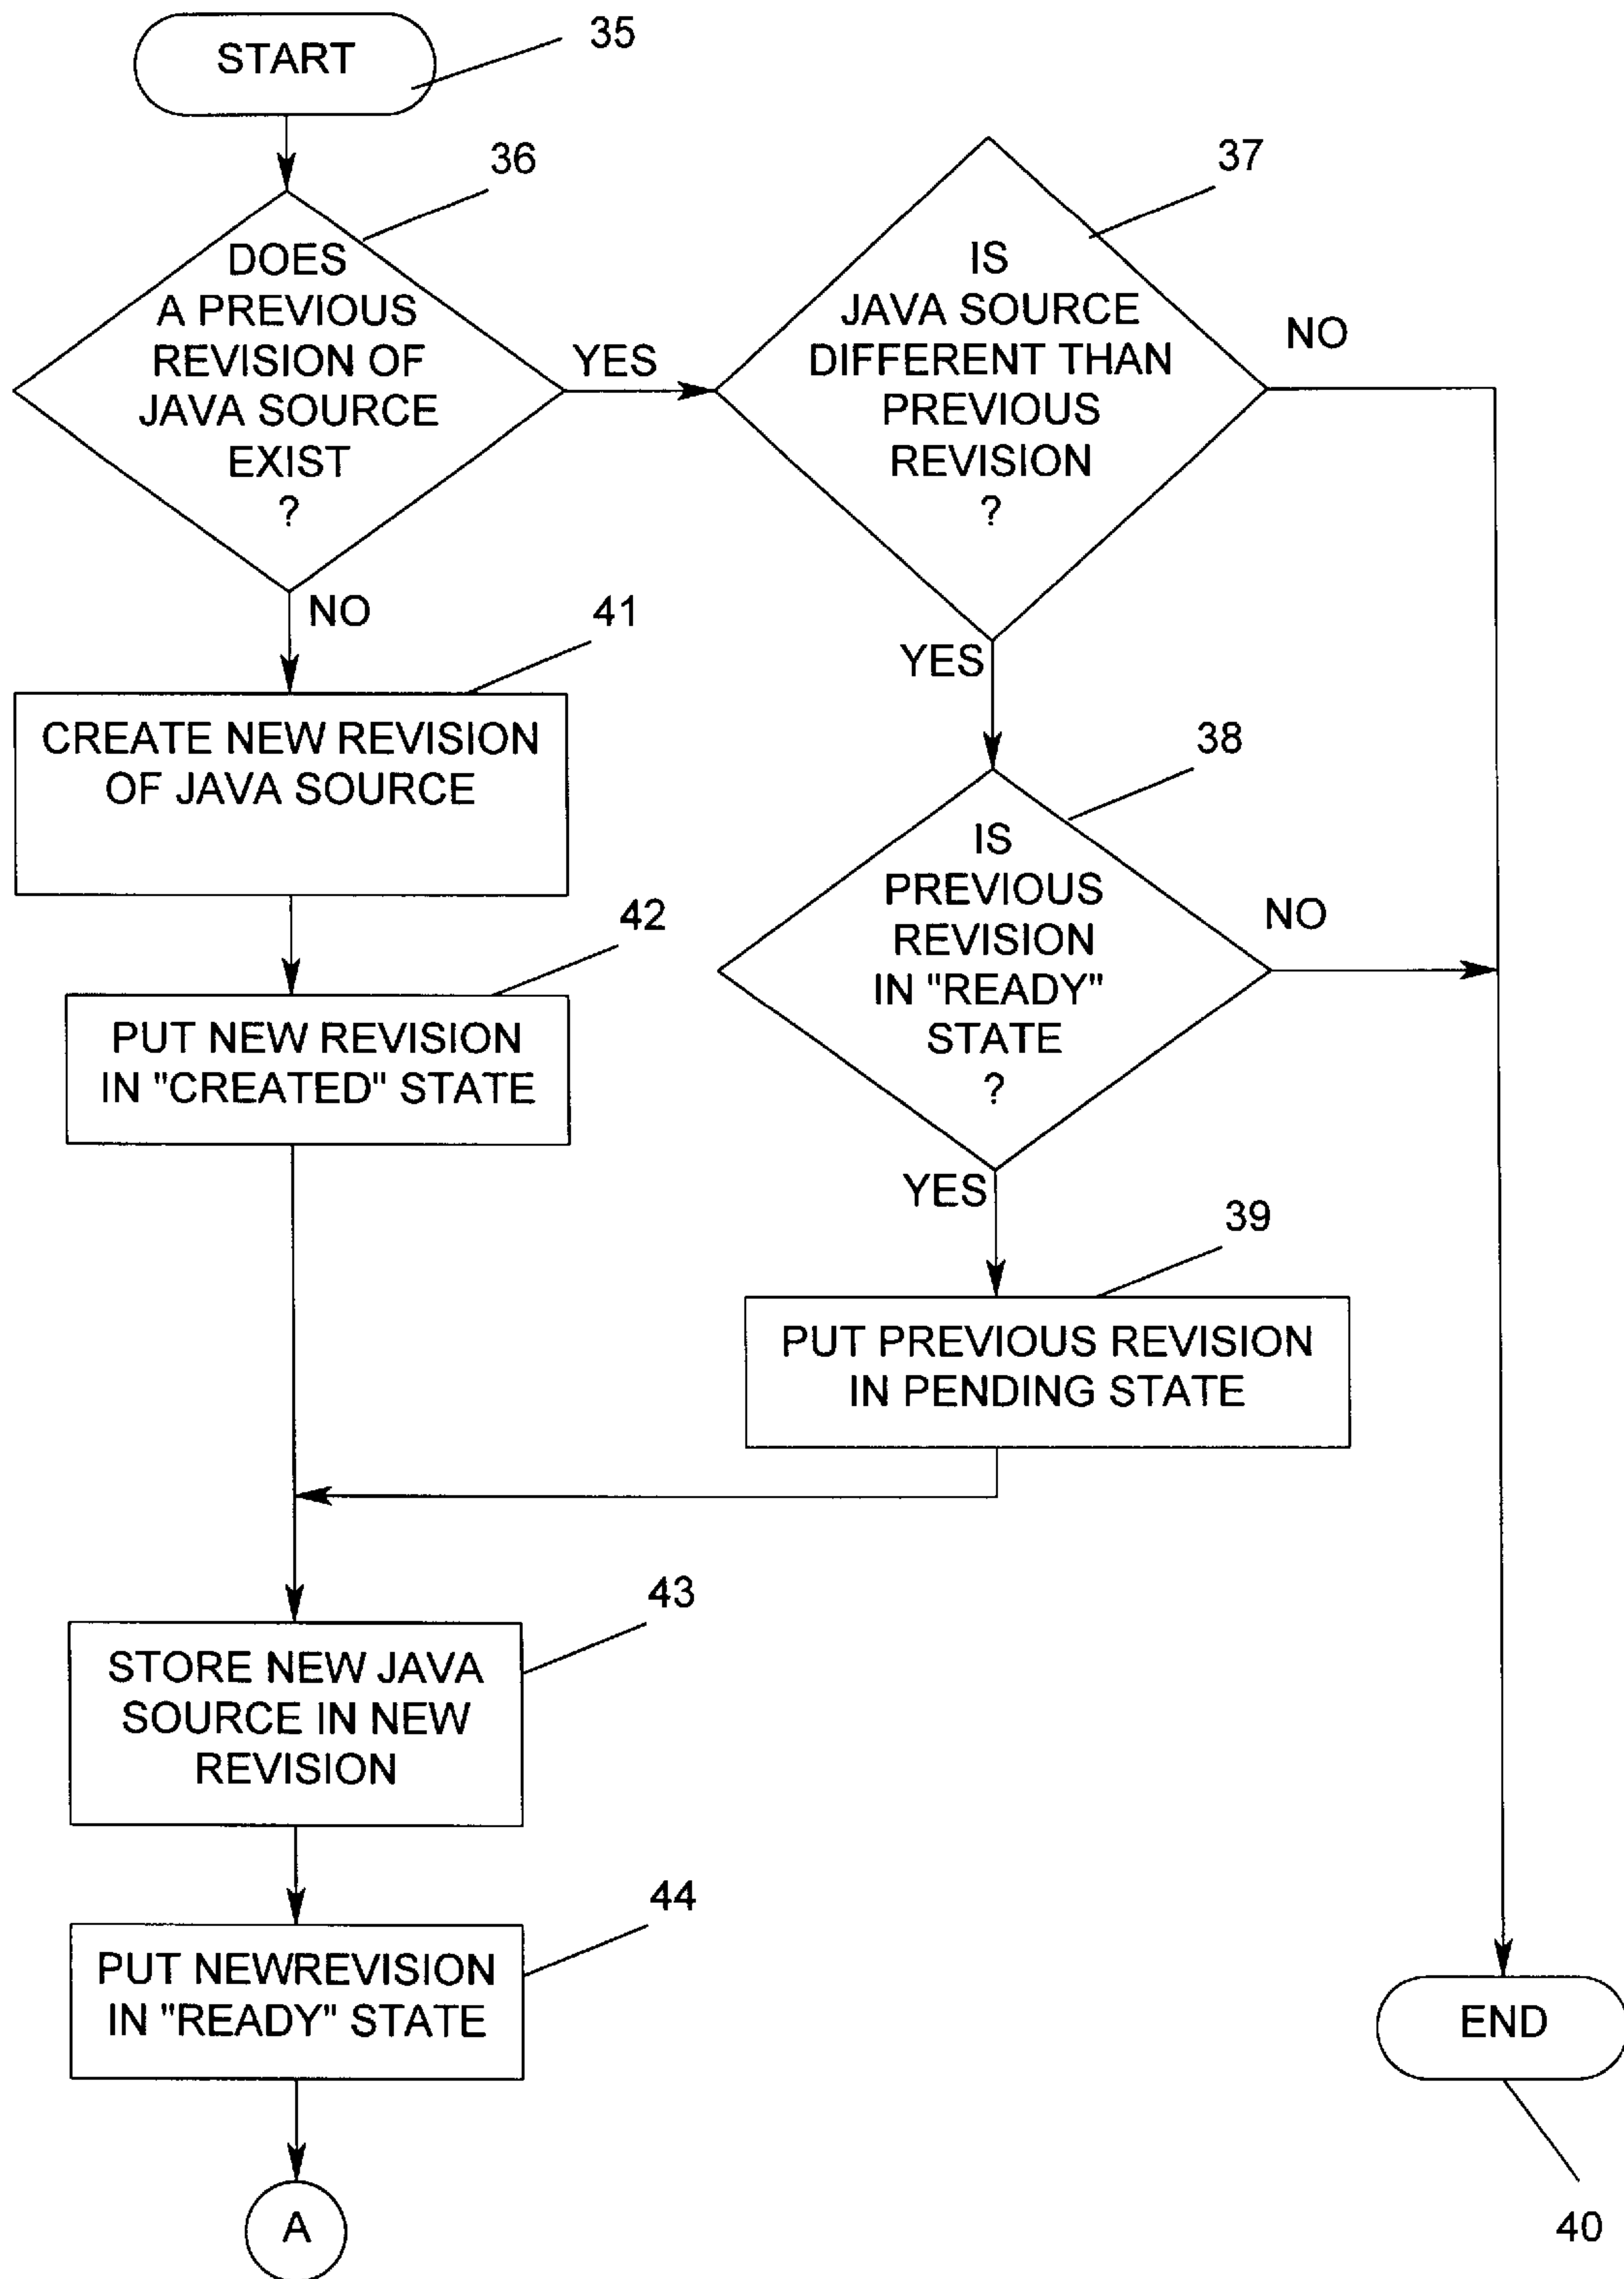 START
35
36
DOES
A PREVIOUS
REVISION OF
JAVA SOURCE
EXIST
?
YES
NO
37
IS
JAVA SOURCE
DIFFERENT THAN
PREVIOUS
REVISION
?
NO
YES
41
CREATE NEW REVISION
OF JAVA SOURCE
38
IS
PREVIOUS
REVISION
IN "READY"
STATE
?
NO
YES
42
PUT NEW REVISION
IN "CREATED" STATE
39
PUT PREVIOUS REVISION
IN PENDING STATE
43
STORE NEW JAVA
SOURCE IN NEW
REVISION
44
PUT NEWREVISION
IN "READY" STATE
END
40
A